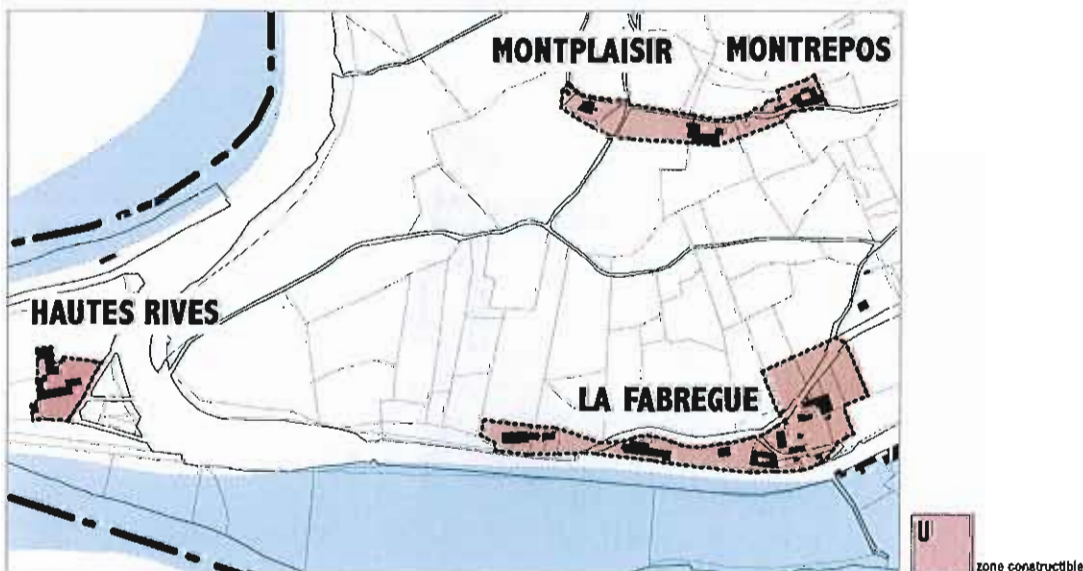 MONTPLAISIR MONTREPOS
HAUTES RIVES
LA FABREGUE
U
zone constructible